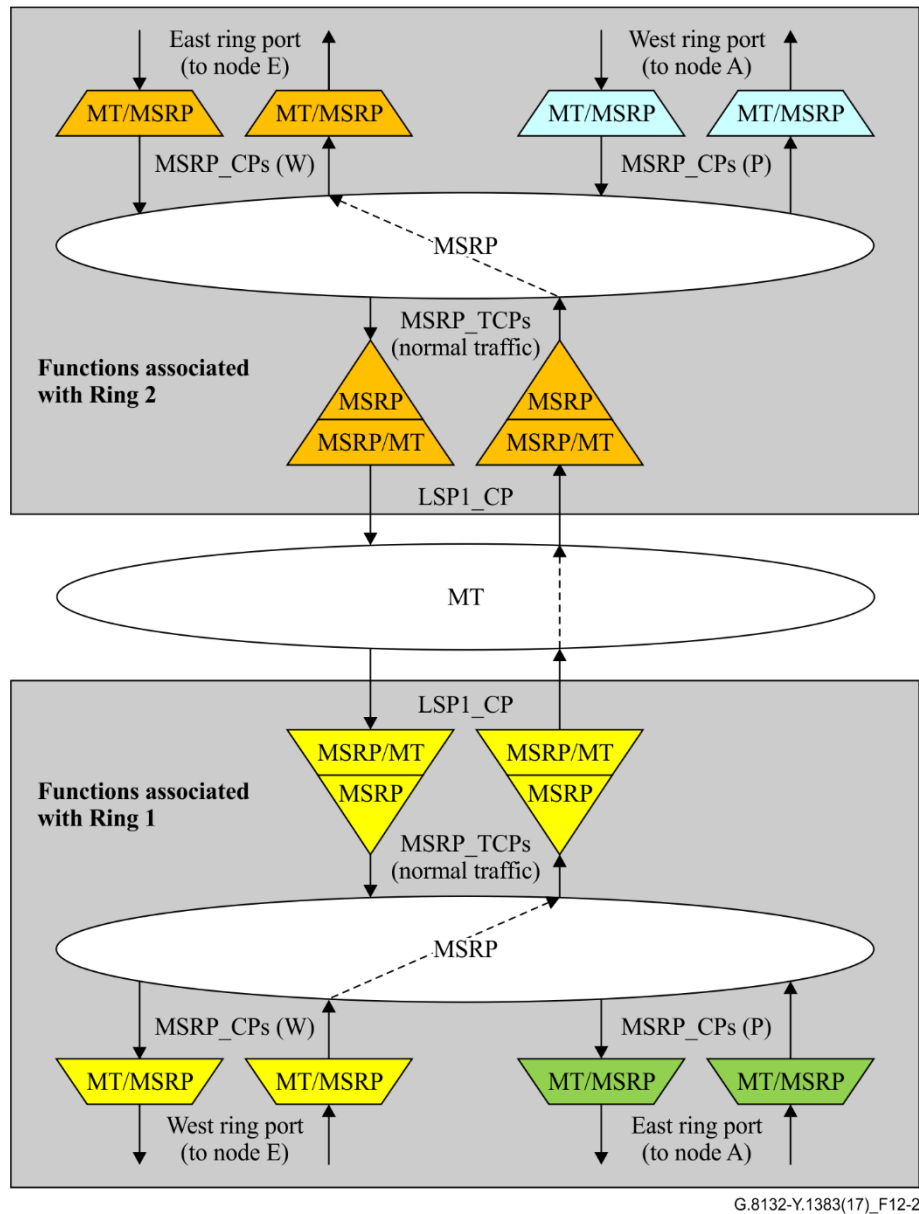 East ring port
(to node E)
West ring port
(to node A)
MT/MSRP
MT/MSRP
MT/MSRP
MT/MSRP
MSRP_CPs (W)
MSRP_CPs (P)
MSRP
MSRP_TCPs
(normal traffic)
Functions associated
with Ring 2
MSRP
MSRP
MSRP/MT
MSRP/MT
LSP1_CP
MT
LSP1_CP
MSRP/MT
MSRP/MT
MSRP
MSRP
Functions associated
with Ring 1
MSRP_TCPs
(normal traffic)
MSRP
MSRP_CPs (W)
MSRP_CPs (P)
MT/MSRP
MT/MSRP
MT/MSRP
MT/MSRP
West ring port
(to node E)
East ring port
(to node A)
G.8132-Y.1383(17)_F12-2